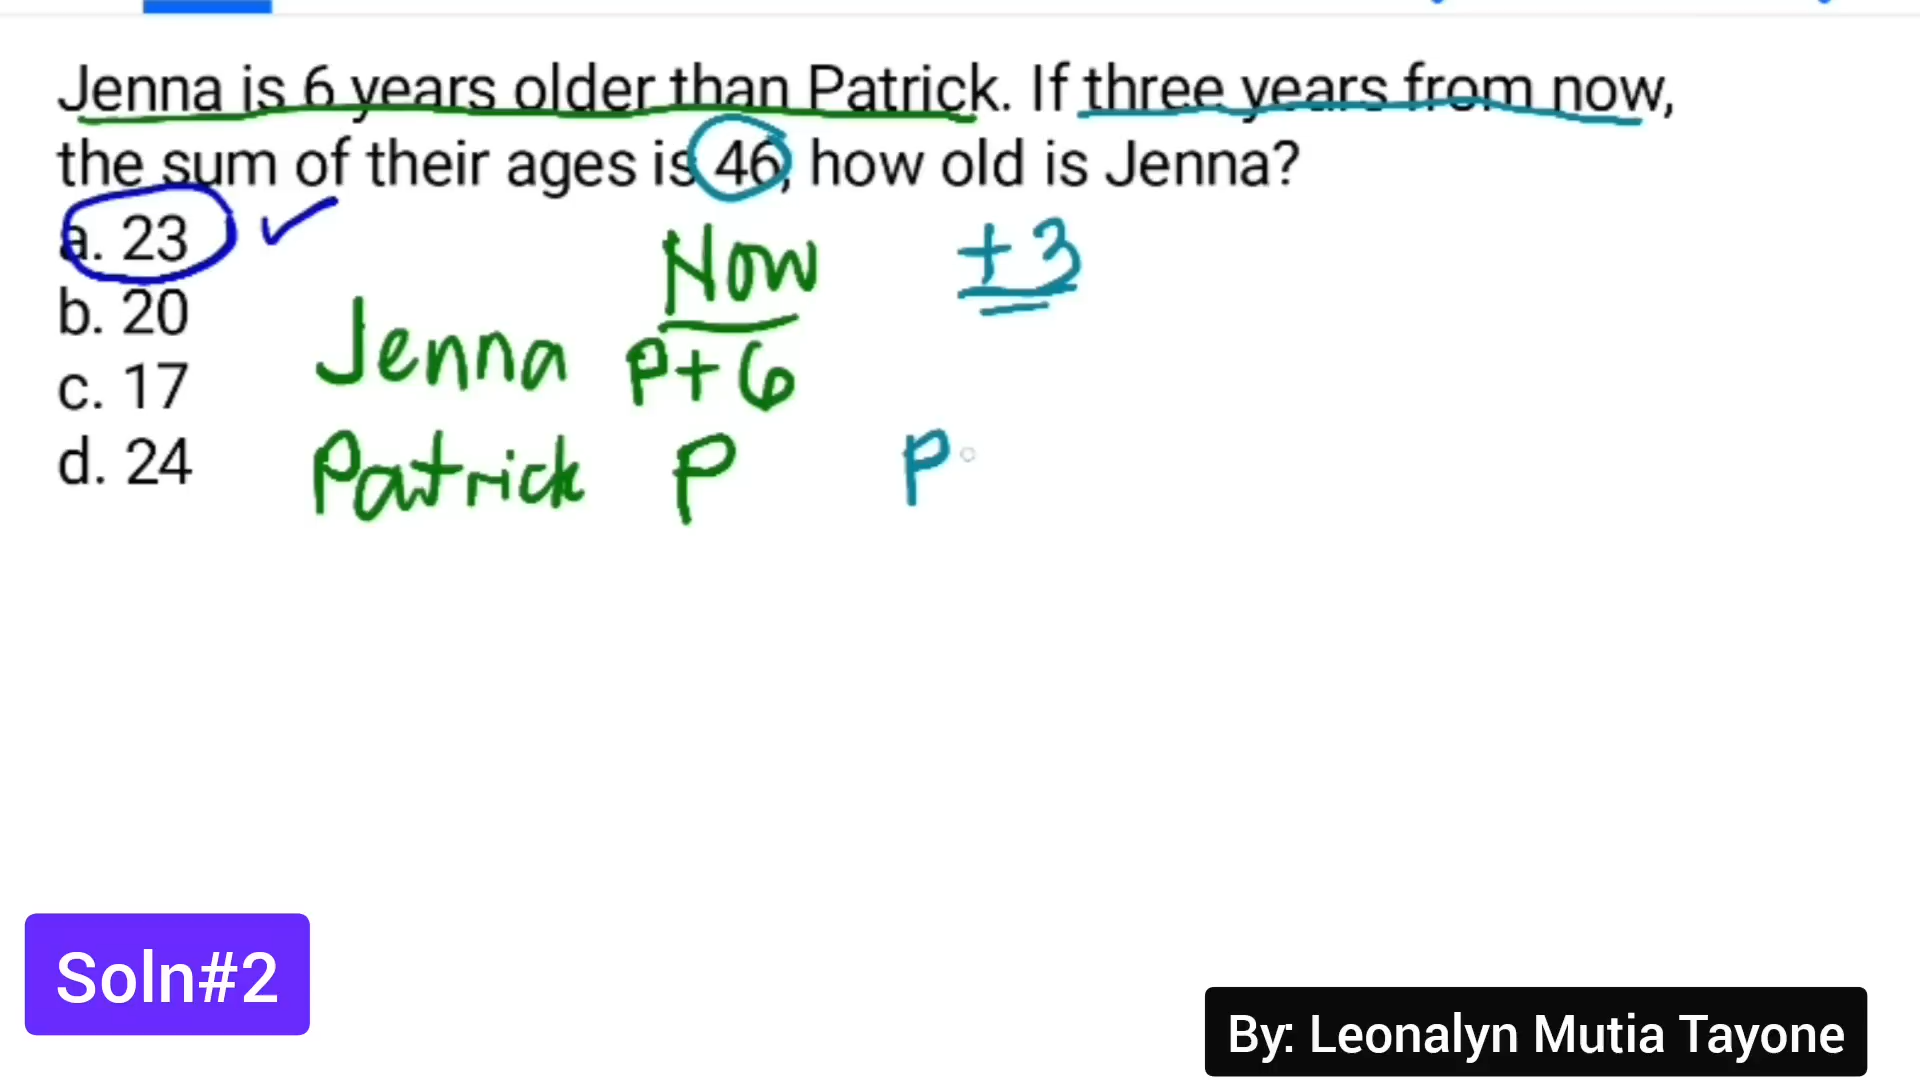 Jenna is 6 years older than Patrick. If three years from now,
the sum of their ages is 46, how old is Jenna?
a. 23
b. 20
c. 17
d. 24
Now +3
Jenna P+6
Patrick P P
Soln#2
By: Leonalyn Mutia Tayone